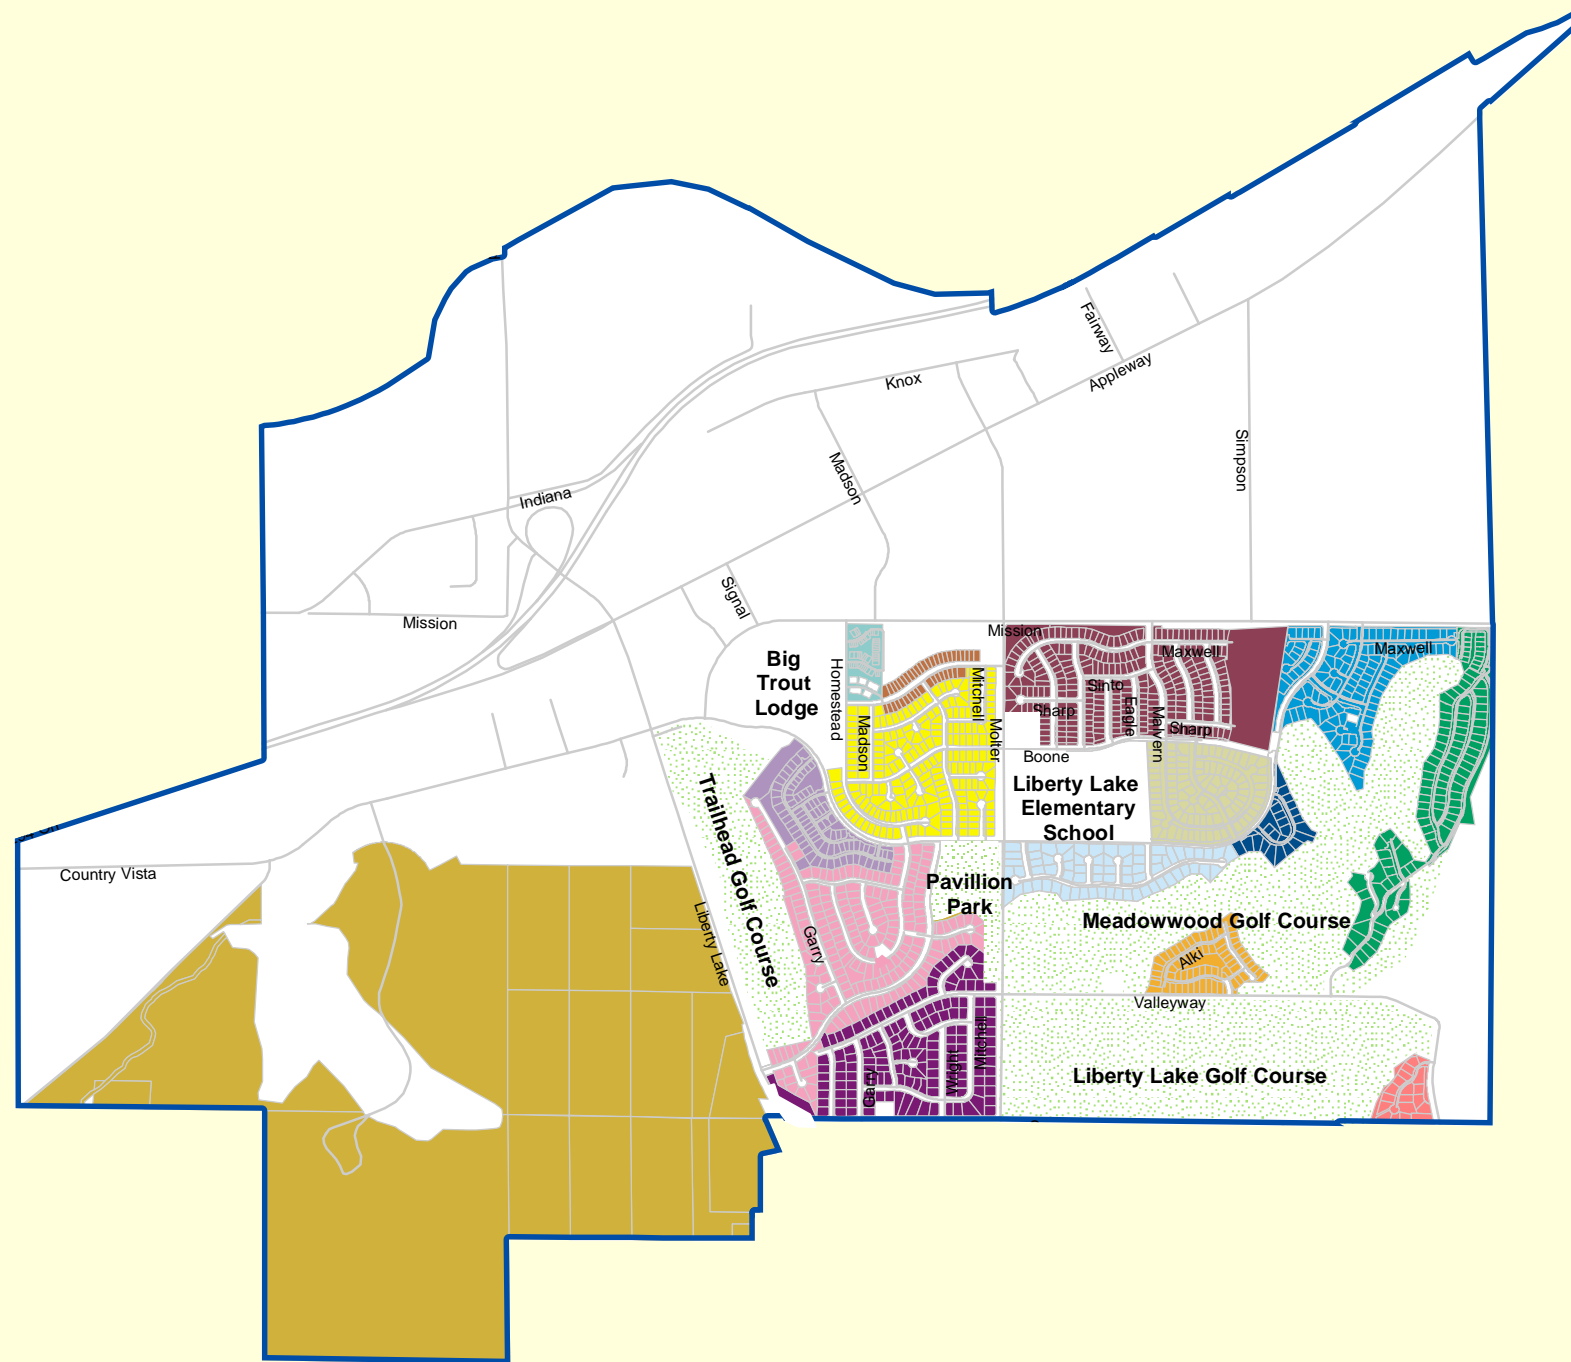 Fairway
Appleway
Knox
Simpson
Madson
Indiana
Signal
Mission
Mission
Big
Trout
Lodge
Homestead
Madson
Mitchell
Molter
Maxwell
Maxwell
Sinto
Sharp
Eagle
Malvern
Sharp
Boone
Liberty Lake
Elementary
School
Trailhead Golf Course
Country Vista
Pavillion
Park
Liberty Lake
Garry
Meadowwood Golf Course
Alki
Valleyway
Garry
Wright
Mitchell
Liberty Lake Golf Course